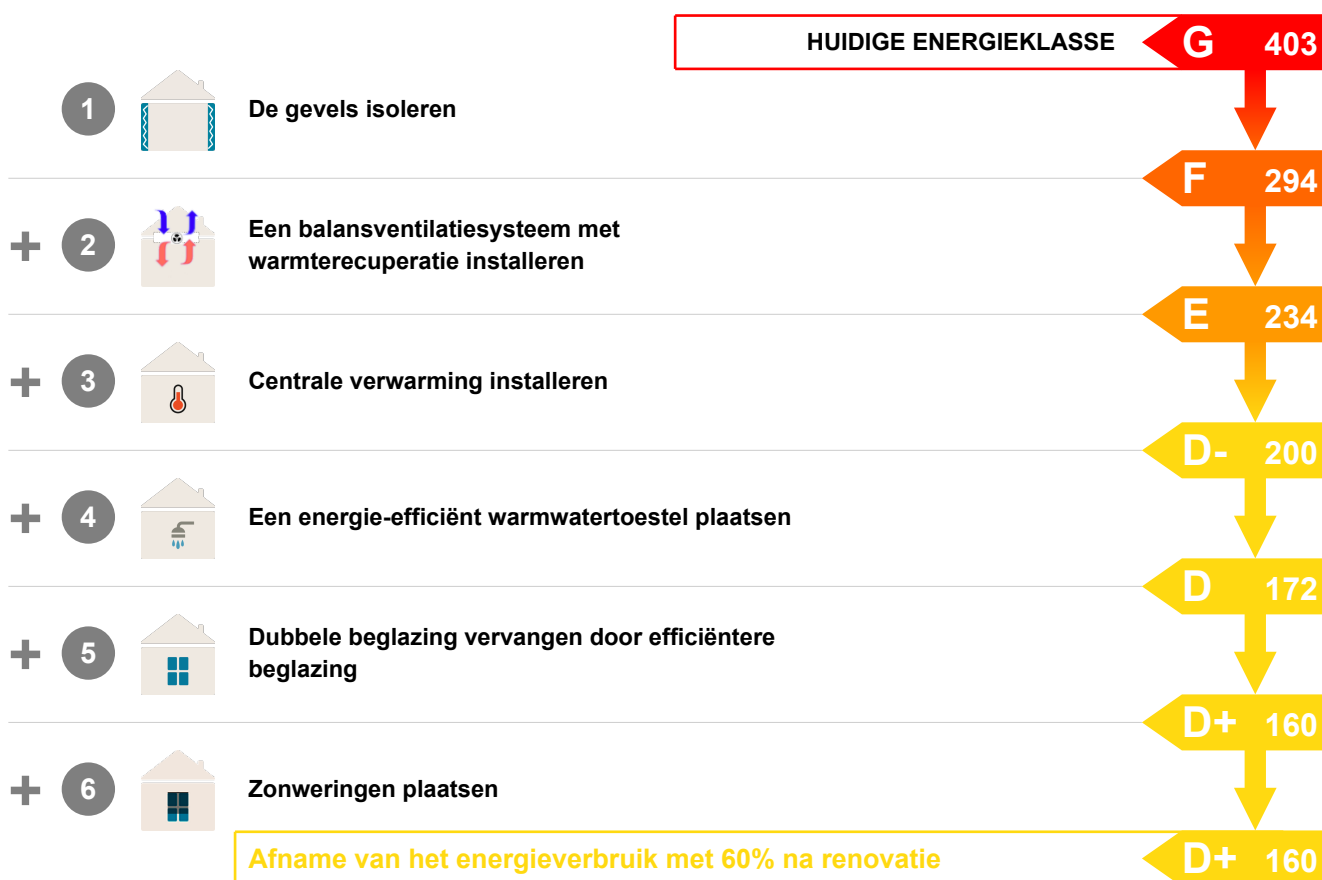 HUIDIGE ENERGIEKLASSE G 403
1 De gevels isoleren
F 294
+ 2 Een balansventilatiesysteem met
warmterecuperatie installeren
E 234
+ 3 Centrale verwarming installeren
D- 200
+ 4 Een energie-efficiënt warmwatertoestel plaatsen
D 172
+ 5 Dubbele beglazing vervangen door efficiëntere
beglazing
D+ 160
+ 6 Zonweringen plaatsen
Afname van het energieverbruik met 60% na renovatie D+ 160